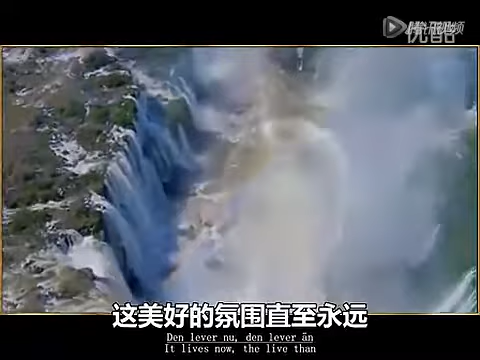 优酷
这美好的氛围直至永远
Den lever nu, den lever än
It lives now, the live than